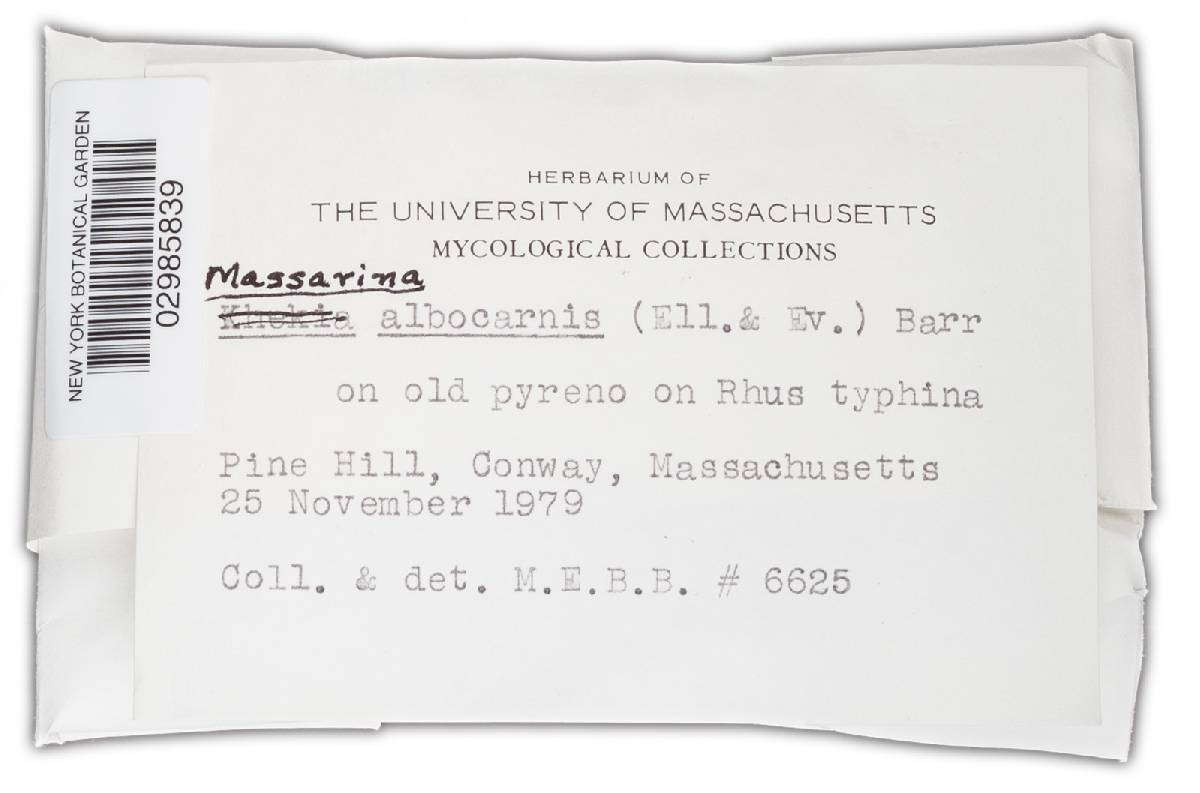 NEW YORK BOTANICAL GARDEN
02985839
HERBARIUM OF
THE UNIVERSITY OF MASSACHUSETTS
MYCOLOGICAL COLLECTIONS
Massarina
Khekia albocarnis (Ell.& Ev.) Barr
on old pyreno on Rhus typhina
Pine Hill, Conway, Massachusetts
25 November 1979
Coll. & det. M.E.B.B. # 6625